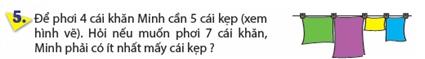 5. Để phơi 4 cái khăn Minh cần 5 cái kẹp (xem
hình vẽ). Hỏi nếu muốn phơi 7 cái khăn,
Minh phải có ít nhất mấy cái kẹp ?